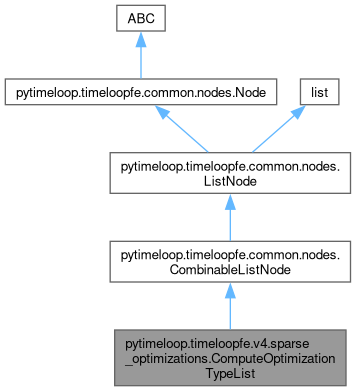 ABC
pytimeloop.timeloopfe.common.nodes.Node
list
pytimeloop.timeloopfe.common.nodes.
ListNode
pytimeloop.timeloopfe.common.nodes.
CombinableListNode
pytimeloop.timeloopfe.v4.sparse
_optimizations.ComputeOptimization
TypeList